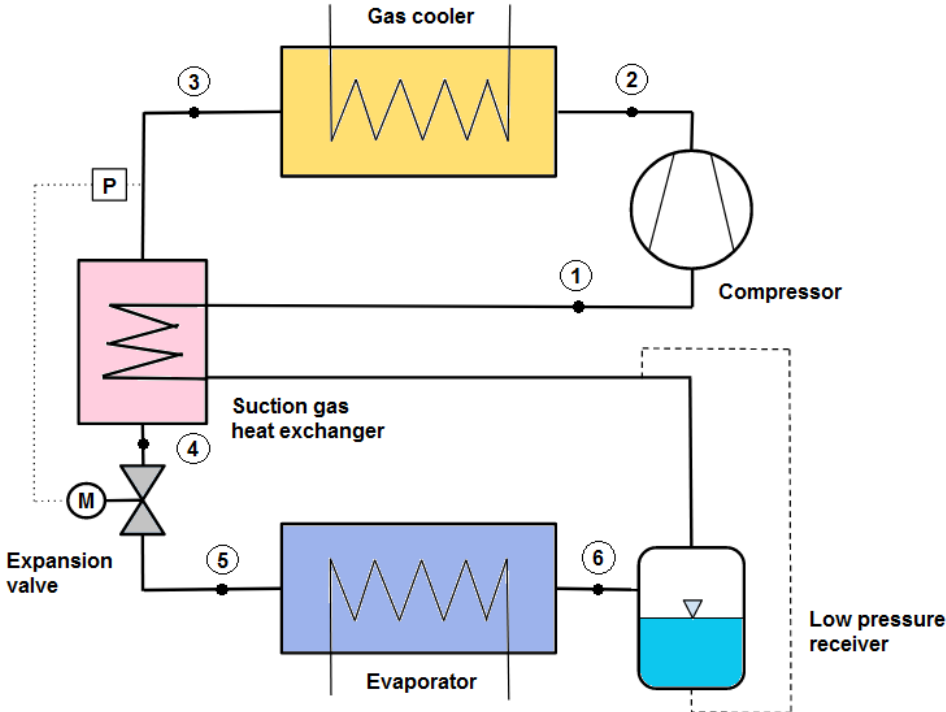 Gas cooler
3
2
P
1
Compressor
Suction gas
heat exchanger
4
M
Expansion
valve
5
6
Low pressure
receiver
Evaporator